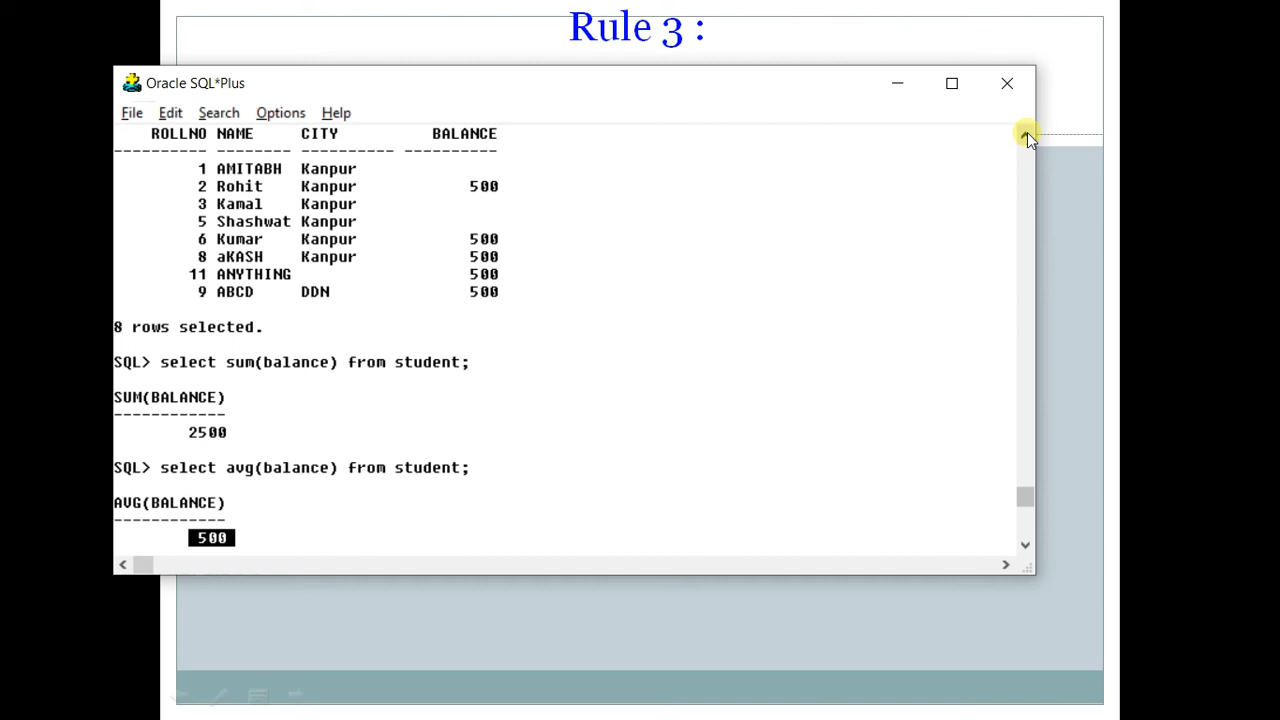 Rule 3 :
Oracle SQL*Plus
File Edit Search Options Help
ROLLNO NAME CITY BALANCE
---------- -------- ---------- ----------
1 AMITABH Kanpur
2 Rohit Kanpur 500
3 Kamal Kanpur
5 Shashwat Kanpur
6 Kumar Kanpur 500
8 aKASH Kanpur 500
11 ANYTHING 500
9 ABCD DDN 500
8 rows selected.
SQL> select sum(balance) from student;
SUM(BALANCE)
------------
2500
SQL> select avg(balance) from student;
AVG(BALANCE)
------------
500